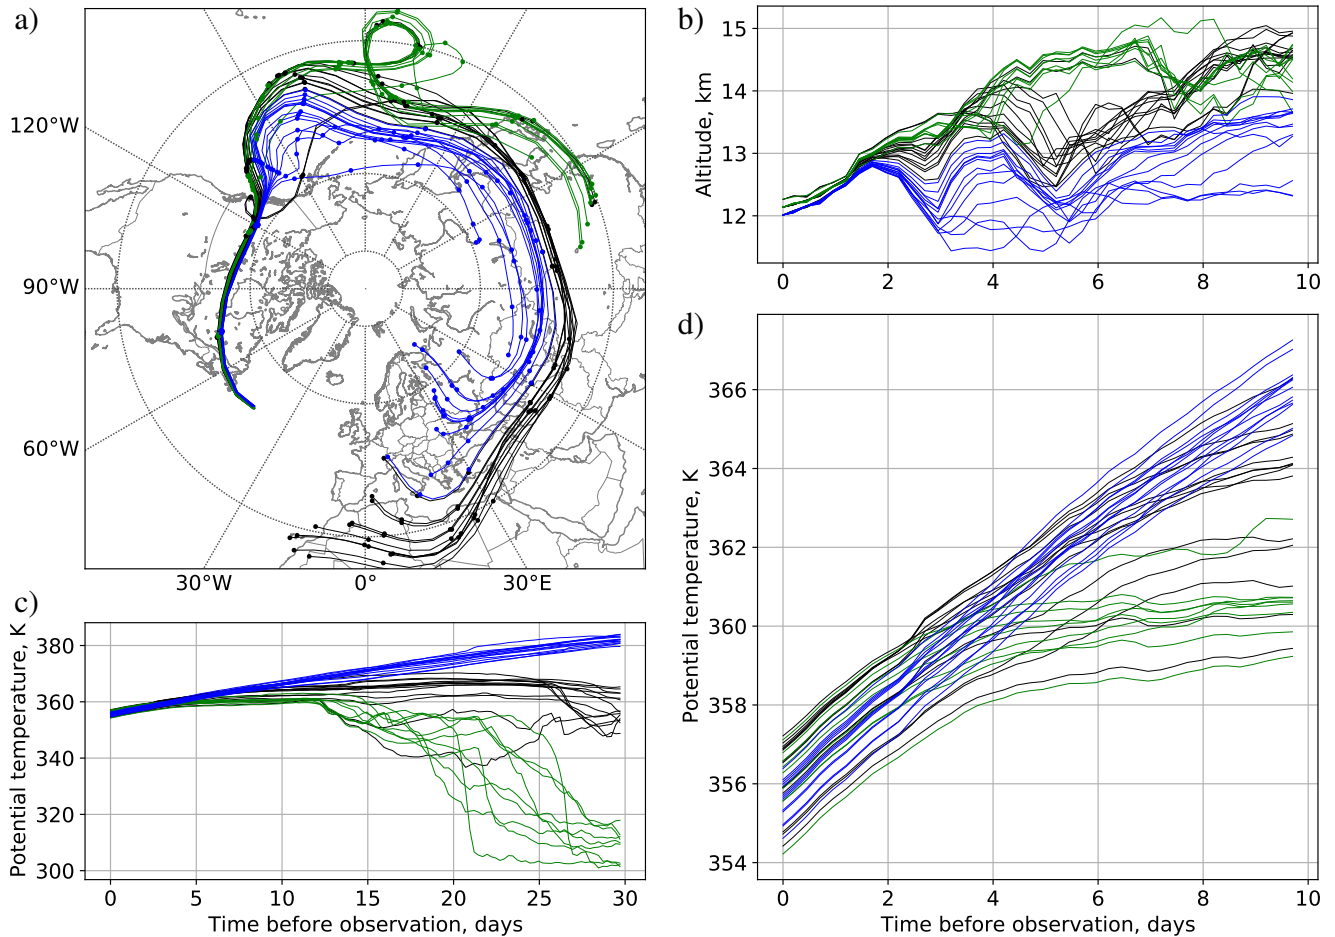 a)
120°W
90°W
60°W
30°W
0°
30°E
b)
15
14
13
12
Altitude, km
0
2
4
6
8
10
c)
380
360
340
320
300
Potential temperature, K
0
5
10
15
20
25
30
Time before observation, days
d)
366
364
362
360
358
356
354
Potential temperature, K
0
2
4
6
8
10
Time before observation, days